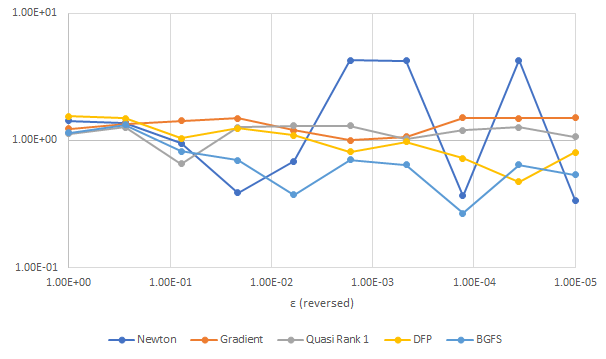 1.00E+01
1.00E+00
1.00E-01
1.00E+00 1.00E-01 1.00E-02 1.00E-03 1.00E-04 1.00E-05
ε (reversed)
Newton Gradient Quasi Rank 1 DFP BGFS